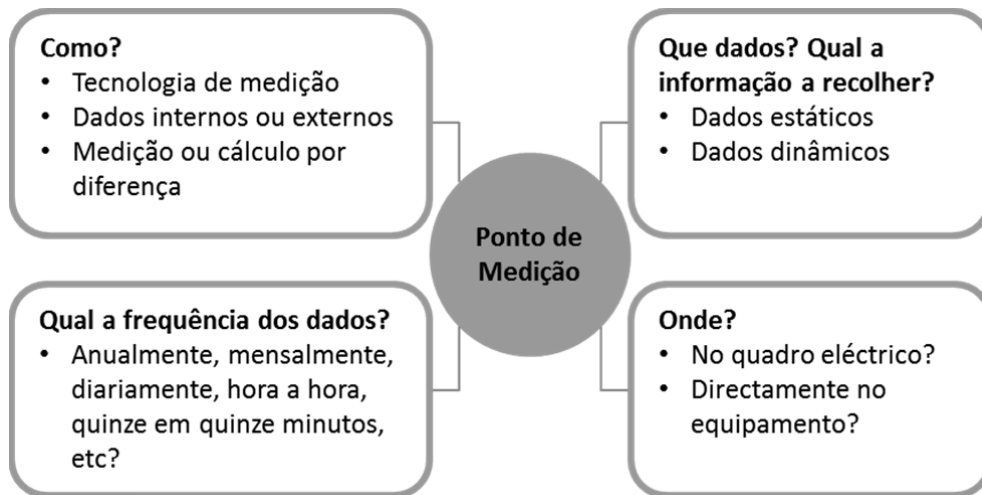 Como?
• Tecnologia de medição
• Dados internos ou externos
• Medição ou cálculo por
diferença
Que dados? Qual a
informação a recolher?
• Dados estáticos
• Dados dinâmicos
Ponto de
Medição
Qual a frequência dos dados?
• Anualmente, mensalmente,
diariamente, hora a hora,
quinze em quinze minutos,
etc?
Onde?
• No quadro eléctrico?
• Directamente no
equipamento?